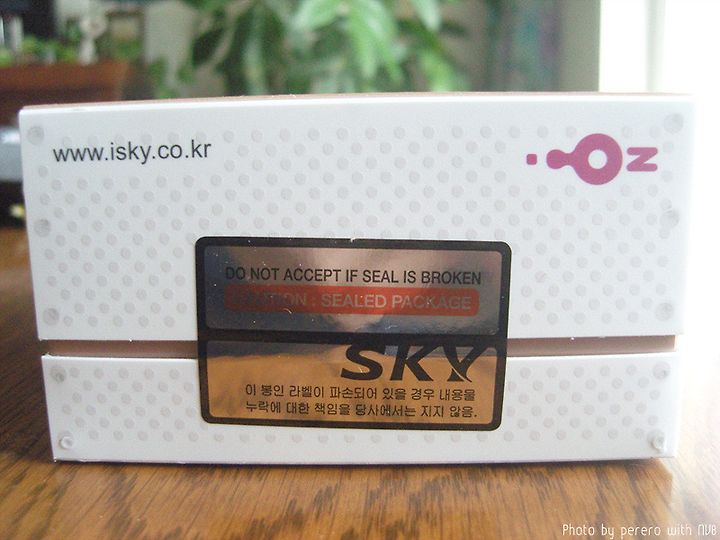 www.isky.co.kr
ON
DO NOT ACCEPT IF SEAL IS BROKEN
CAUTION : SEALED PACKAGE
SKY
이 봉인 라벨이 파손되어 있을 경우 내용물
누락에 대한 책임을 당사에서는 지지 않음.
Photo by perero with NV8